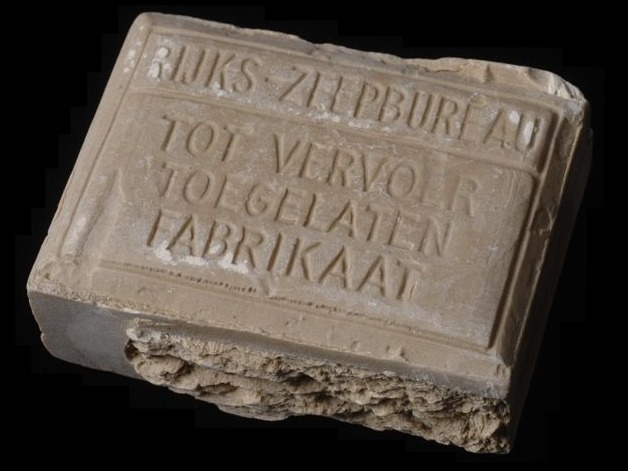 RIJKS-ZEEPBUREAU
TOT VERVOER
TOEGELATEN
FABRIKAAT